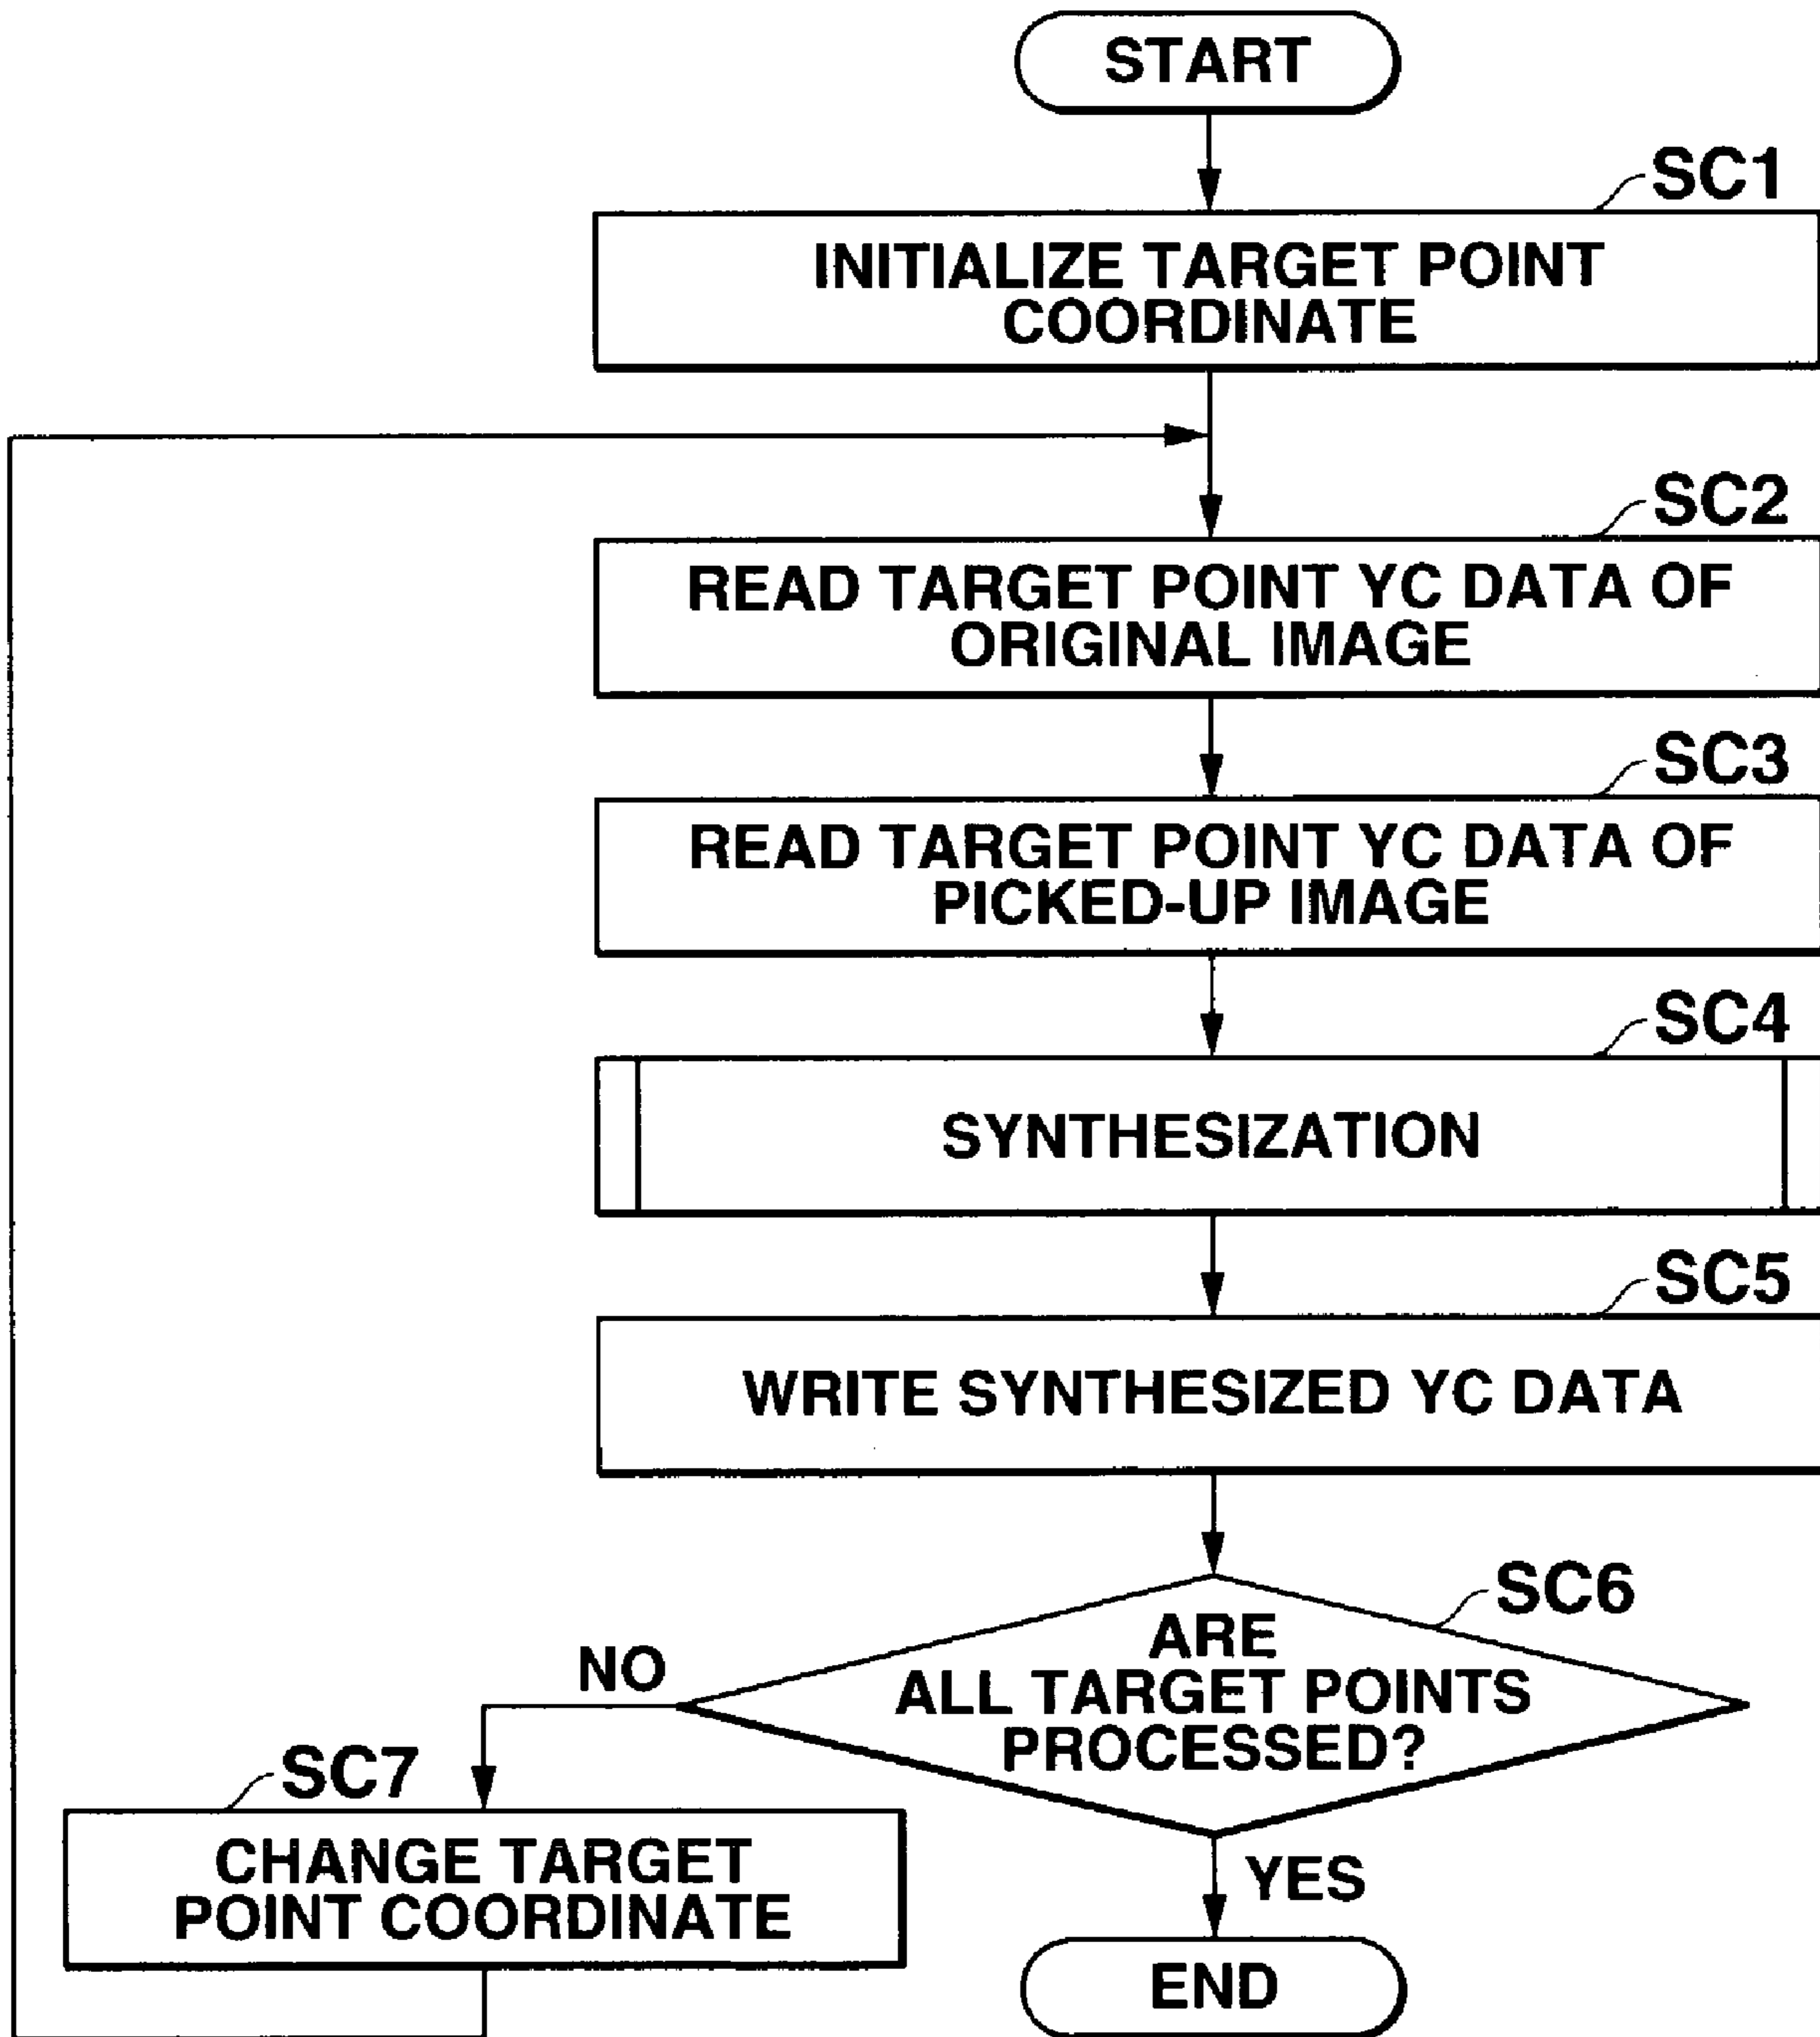 START
SC1
INITIALIZE TARGET POINT
COORDINATE
SC2
READ TARGET POINT YC DATA OF
ORIGINAL IMAGE
SC3
READ TARGET POINT YC DATA OF
PICKED-UP IMAGE
SC4
SYNTHESIZATION
SC5
WRITE SYNTHESIZED YC DATA
SC6
ARE
ALL TARGET POINTS
PROCESSED?
NO
SC7
CHANGE TARGET
POINT COORDINATE
YES
END